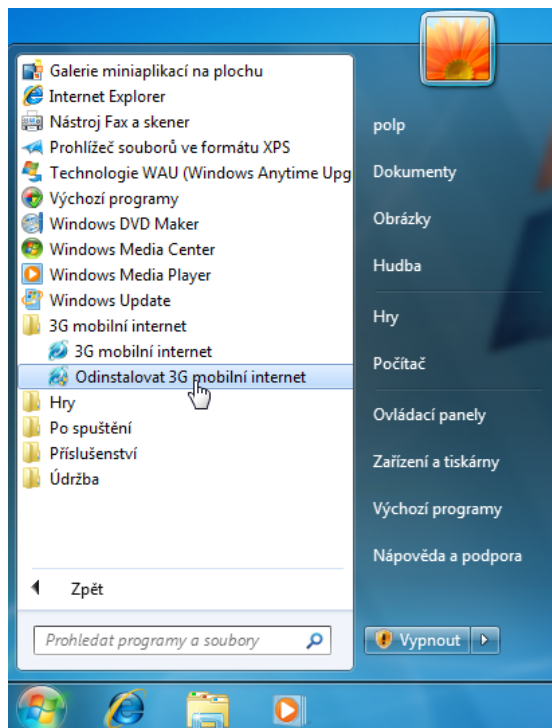 Galerie miniaplikací na plochu
Internet Explorer
Nástroj Fax a skener
Prohlížeč souborů ve formátu XPS
Technologie WAU (Windows Anytime Upg
Výchozí programy
Windows DVD Maker
Windows Media Center
Windows Media Player
Windows Update
3G mobilní internet
3G mobilní internet
Odinstalovat 3G mobilní internet
Hry
Po spuštění
Příslušenství
Údržba
Zpět
Prohledat programy a soubory
polp
Dokumenty
Obrázky
Hudba
Hry
Počítač
Ovládací panely
Zařízení a tiskárny
Výchozí programy
Nápověda a podpora
Vypnout